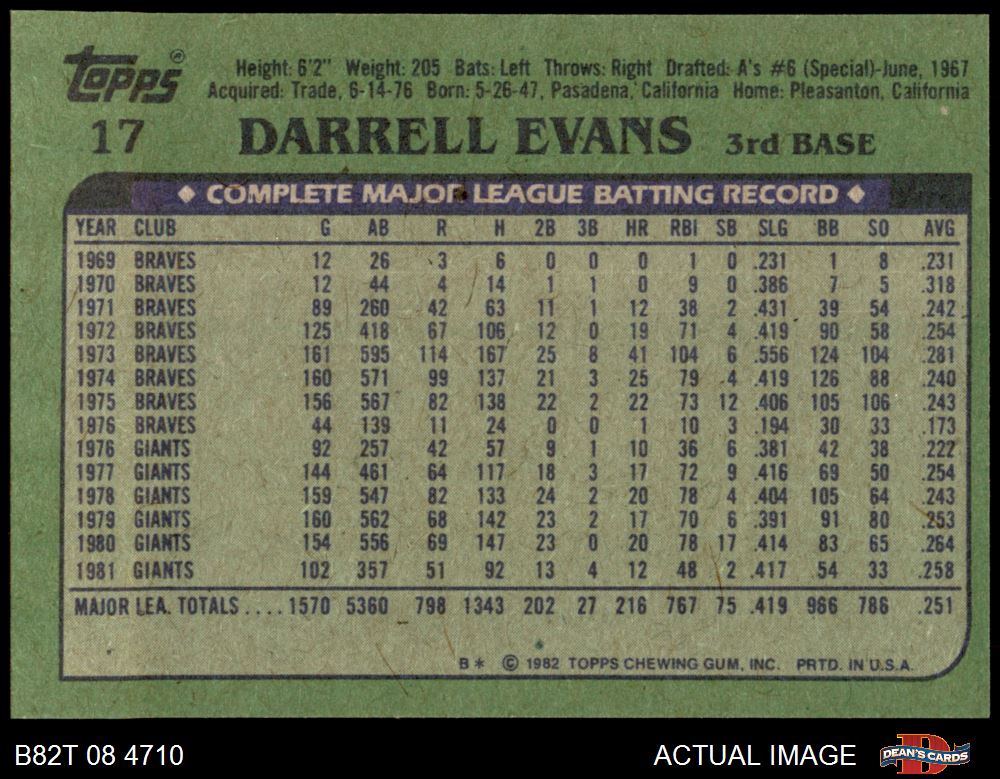 Topps®
Height: 6'2" Weight: 205 Bats: Left Throws: Right Drafted: A's #6 (Special)-June, 1967
Acquired: Trade, 6-14-76 Born: 5-26-47, Pasadena, California Home: Pleasanton, California
17 DARRELL EVANS 3rd BASE
◆ COMPLETE MAJOR LEAGUE BATTING RECORD ◆
YEAR CLUB G AB R H 2B 3B HR RBI SB SLG BB SO AVG
1969 BRAVES 12 26 3 6 0 0 0 1 0 .231 1 8 .231
1970 BRAVES 12 44 4 14 1 1 0 9 0 .386 7 5 .318
1971 BRAVES 89 260 42 63 11 1 12 38 2 .431 39 54 .242
1972 BRAVES 125 418 67 106 12 0 19 71 4 .419 90 58 .254
1973 BRAVES 161 595 114 167 25 8 41 104 6 .556 124 104 .281
1974 BRAVES 160 571 99 137 21 3 25 79 4 .419 126 88 .240
1975 BRAVES 156 567 82 138 22 2 22 73 12 .406 105 106 .243
1976 BRAVES 44 139 11 24 0 0 1 10 3 .194 30 33 .173
1976 GIANTS 92 257 42 57 9 1 10 36 6 .381 42 38 .222
1977 GIANTS 144 461 64 117 18 3 17 72 9 .416 69 50 .254
1978 GIANTS 159 547 82 133 24 2 20 78 4 .404 105 64 .243
1979 GIANTS 160 562 68 142 23 2 17 70 6 .391 91 80 .253
1980 GIANTS 154 556 69 147 23 0 20 78 17 .414 83 65 .264
1981 GIANTS 102 357 51 92 13 4 12 48 2 .417 54 33 .258
MAJOR LEA. TOTALS .... 1570 5360 798 1343 202 27 216 767 75 .419 966 786 .251
B* © 1982 TOPPS CHEWING GUM, INC. PRTD. IN U.S.A.
B82T 08 4710 ACTUAL IMAGE DEAN'S CARDS